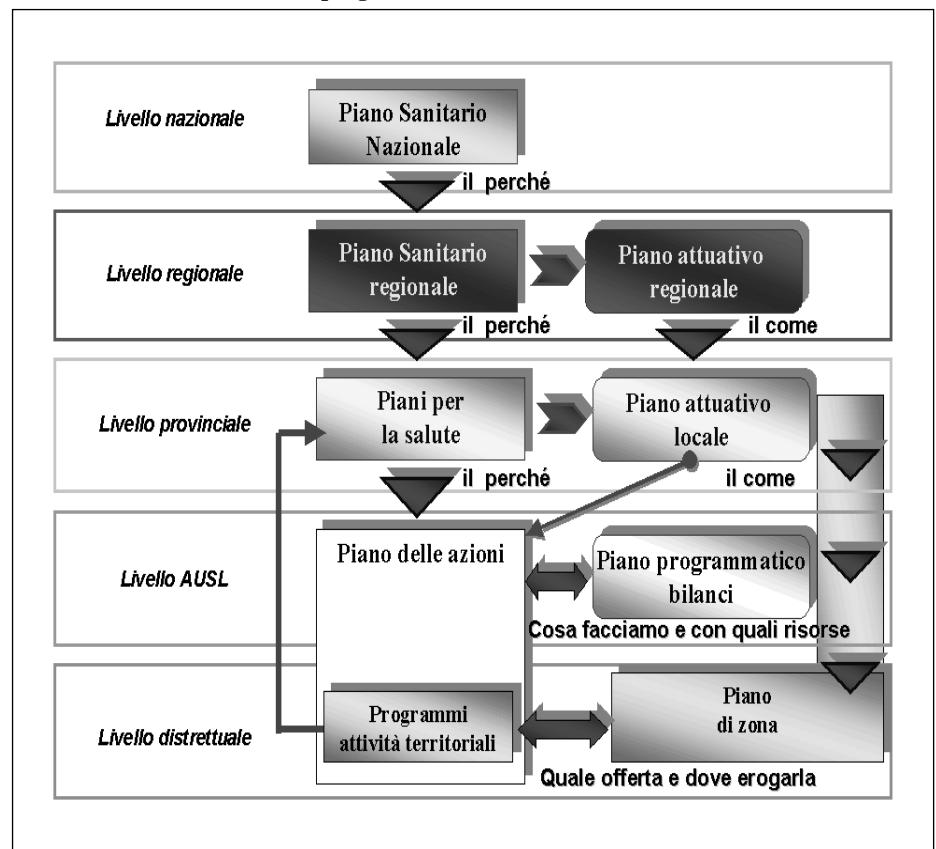 Livello nazionale
Piano Sanitario
Nazionale
il perché
Livello regionale
Piano Sanitario
regionale
Piano attuativo
regionale
il perché
il come
Livello provinciale
Piani per
la salute
Piano attuativo
locale
il perché
il come
Livello AUSL
Piano delle azioni
Piano programmatico
bilanci
Cosa facciamo e con quali risorse
Livello distrettuale
Programmi
attività territoriali
Piano
di zona
Quale offerta e dove erogarla